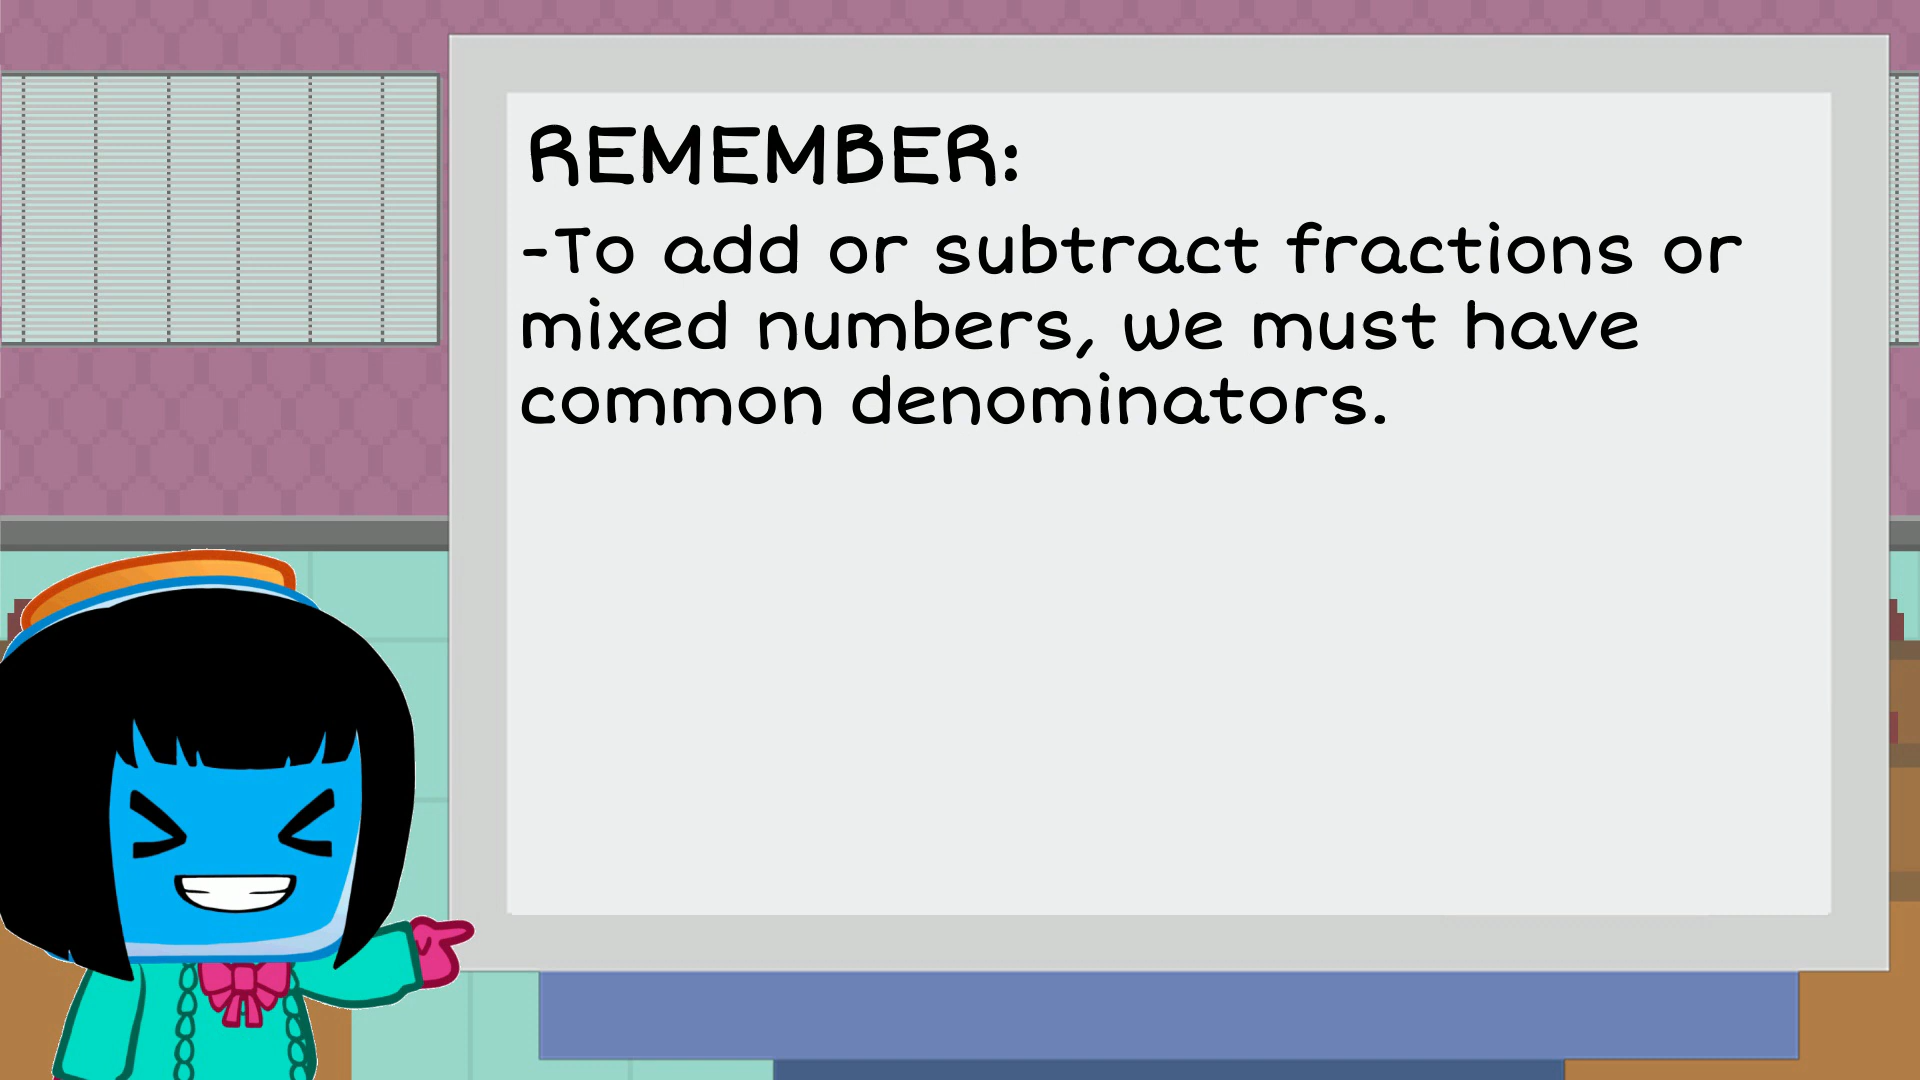 REMEMBER:
-To add or subtract fractions or
mixed numbers, we must have
common denominators.